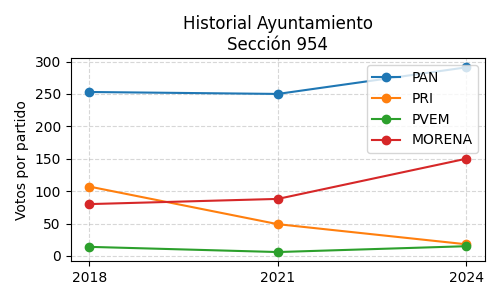 Historial Ayuntamiento
Sección 954
Votos por partido
300
250
200
150
100
50
0
2018
2021
2024
PAN
PRI
PVEM
MORENA